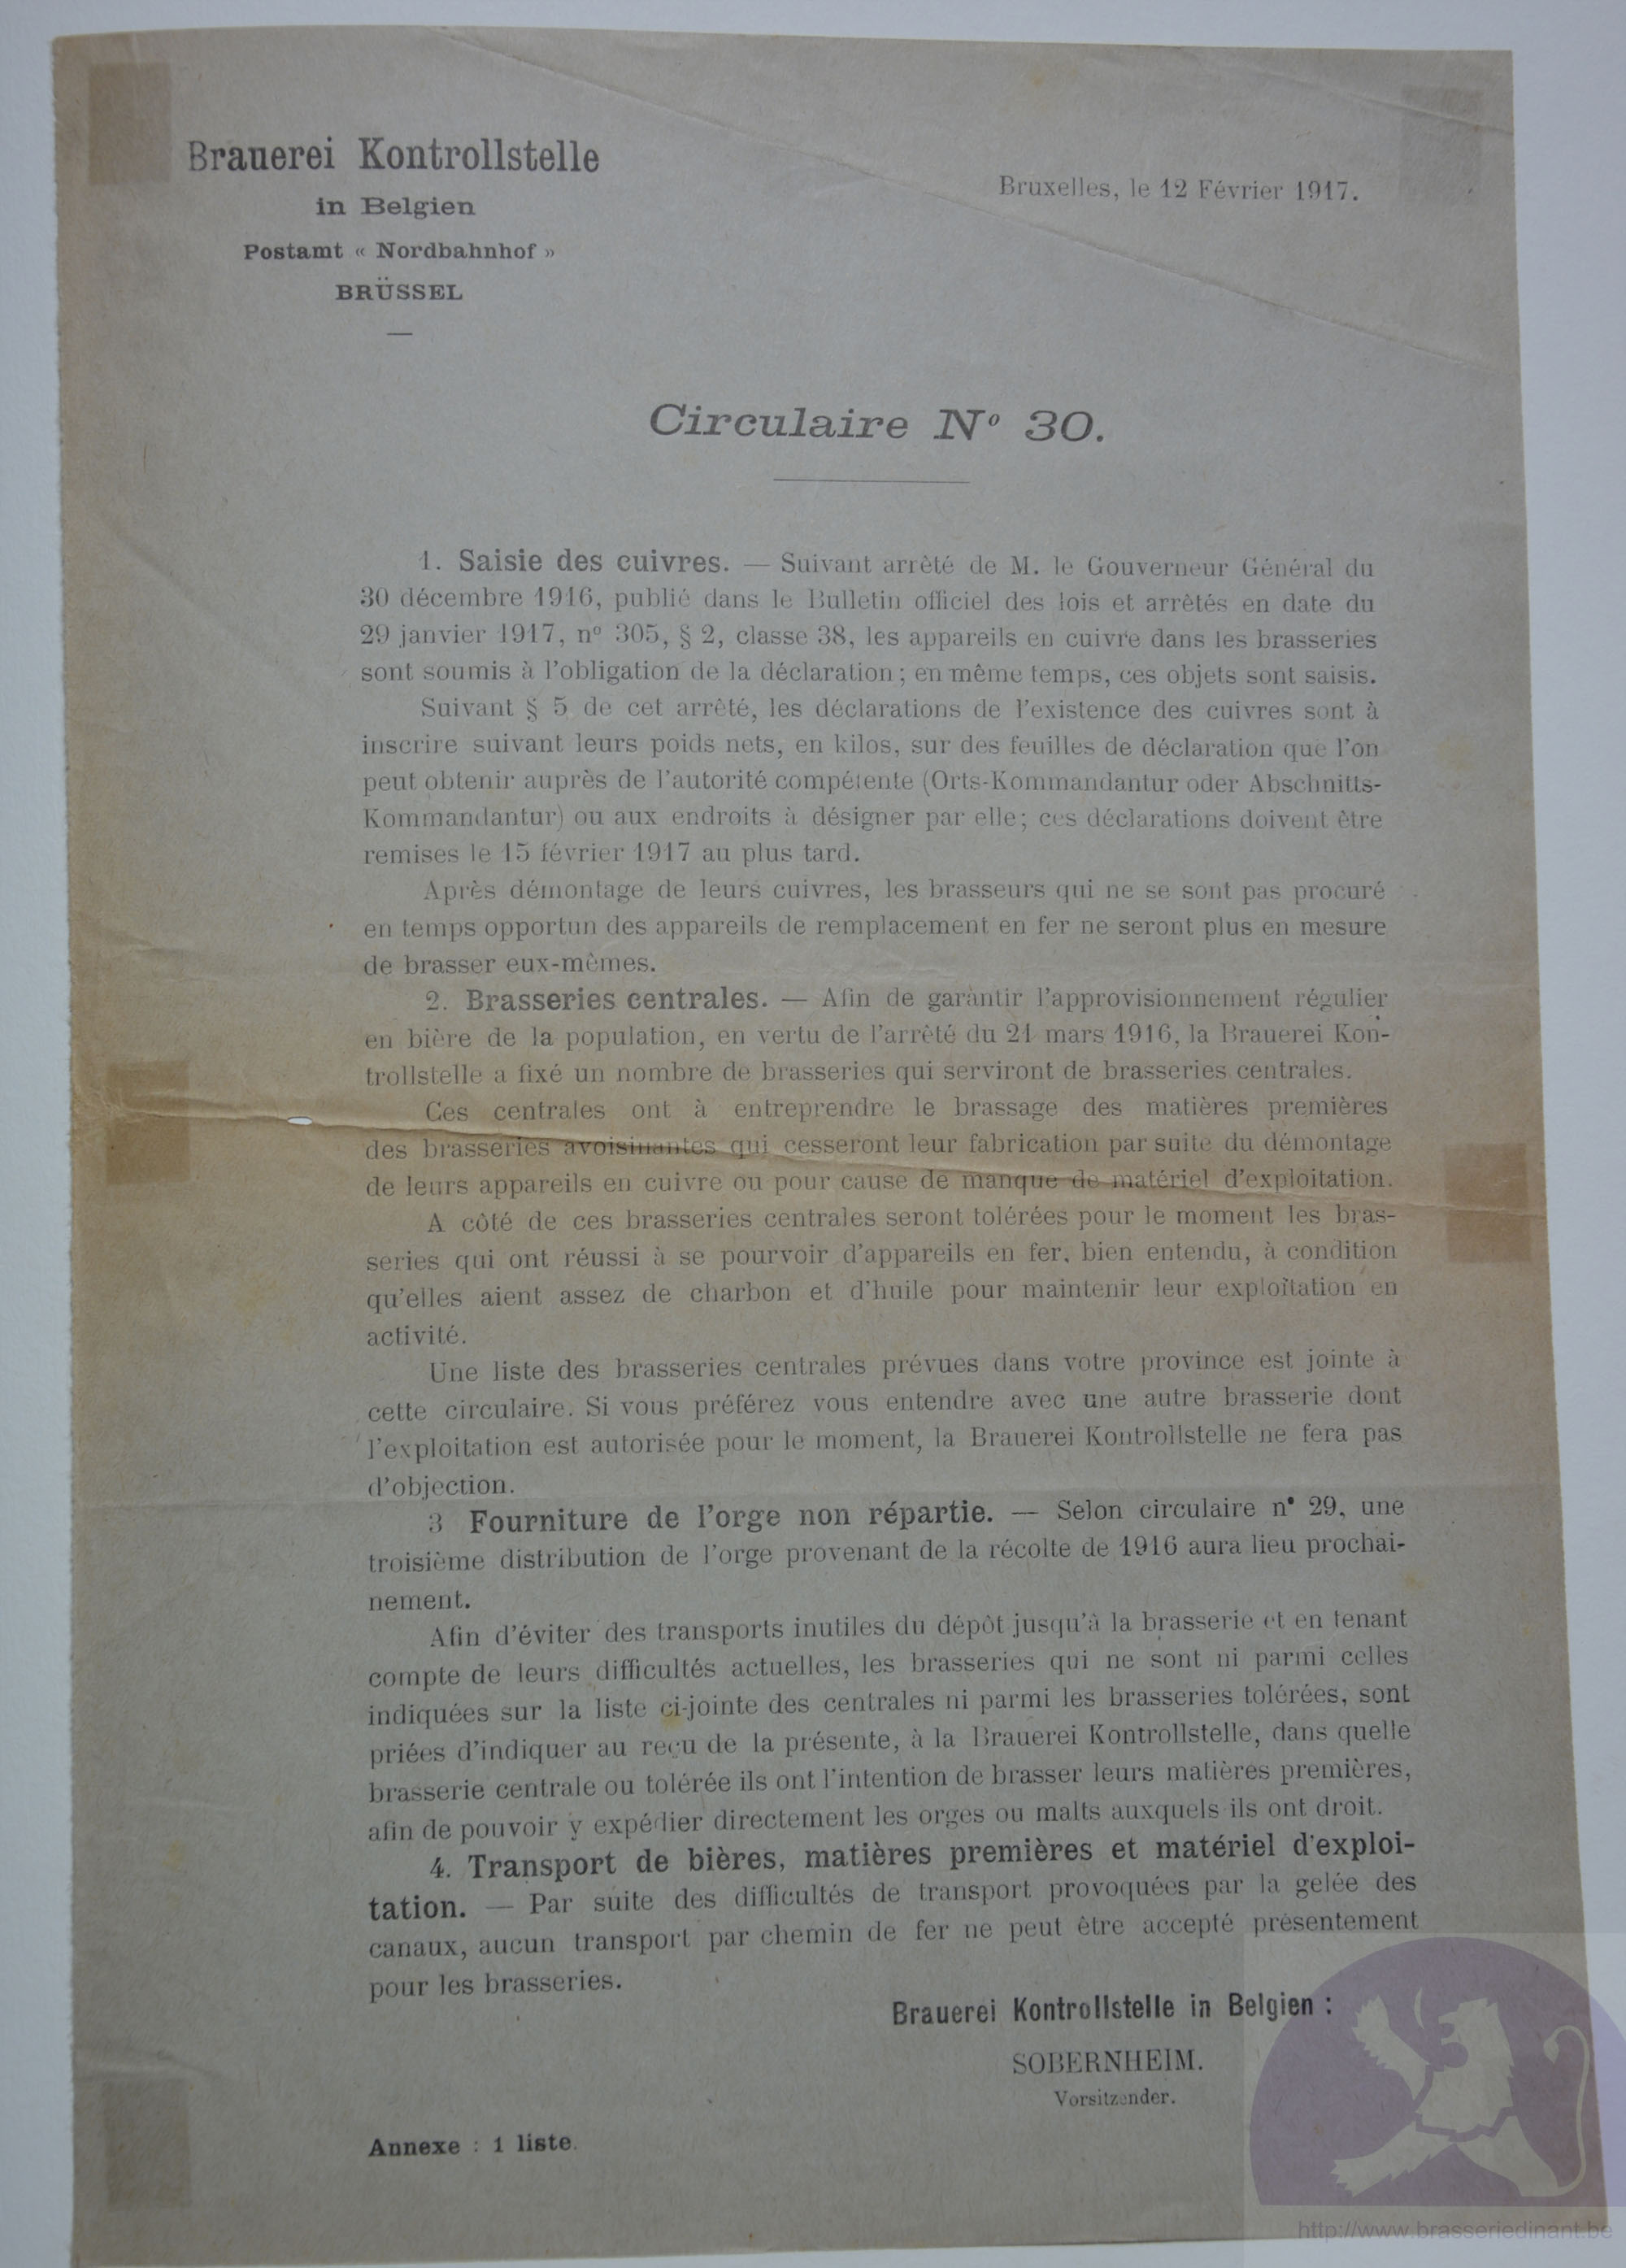 Brauerei Kontrollstelle
in Belgien
Postamt « Nordbahnhof »
BRÜSSEL
Bruxelles, le 12 Février 1917.
Circulaire Nº 30.
1. Saisie des cuivres. — Suivant arrêté de M. le Gouverneur Général du
30 décembre 1916, publié dans le Bulletin officiel des lois et arrêtés en date du
29 janvier 1917, nº 305, § 2, classe 38, les appareils en cuivre dans les brasseries
sont soumis à l'obligation de la déclaration ; en même temps, ces objets sont saisis.
Suivant § 5 de cet arrêté, les déclarations de l'existence des cuivres sont à
inscrire suivant leurs poids nets, en kilos, sur des feuilles de déclaration que l'on
peut obtenir auprès de l'autorité compétente (Orts-Kommandantur oder Abschnitts-
Kommandantur) ou aux endroits à désigner par elle ; ces déclarations doivent être
remises le 15 février 1917 au plus tard.
Après démontage de leurs cuivres, les brasseurs qui ne se sont pas procuré
en temps opportun des appareils de remplacement en fer ne seront plus en mesure
de brasser eux-mêmes.
2. Brasseries centrales. — Afin de garantir l'approvisionnement régulier
en bière de la population, en vertu de l'arrêté du 21 mars 1916, la Brauerei Kon-
trollstelle a fixé un nombre de brasseries qui serviront de brasseries centrales.
Ces centrales ont à entreprendre le brassage des matières premières
des brasseries avoisinantes qui cesseront leur fabrication par suite du démontage
de leurs appareils en cuivre ou pour cause de manque de matériel d'exploitation.
A côté de ces brasseries centrales seront tolérées pour le moment les bras-
series qui ont réussi à se pourvoir d'appareils en fer, bien entendu, à condition
qu'elles aient assez de charbon et d'huile pour maintenir leur exploitation en
activité.
Une liste des brasseries centrales prévues dans votre province est jointe à
cette circulaire. Si vous préférez vous entendre avec une autre brasserie dont
l'exploitation est autorisée pour le moment, la Brauerei Kontrollstelle ne fera pas
d'objection.
3 Fourniture de l'orge non répartie. — Selon circulaire n° 29, une
troisième distribution de l'orge provenant de la récolte de 1916 aura lieu prochai-
nement.
Afin d'éviter des transports inutiles du dépôt jusqu'à la brasserie et en tenant
compte de leurs difficultés actuelles, les brasseries qui ne sont ni parmi celles
indiquées sur la liste ci-jointe des centrales ni parmi les brasseries tolérées, sont
priées d'indiquer au reçu de la présente, à la Brauerei Kontrollstelle, dans quelle
brasserie centrale ou tolérée ils ont l'intention de brasser leurs matières premières,
afin de pouvoir y expédier directement les orges ou malts auxquels ils ont droit.
4. Transport de bières, matières premières et matériel d'exploi-
tation. — Par suite des difficultés de transport provoquées par la gelée des
canaux, aucun transport par chemin de fer ne peut être accepté présentement
pour les brasseries.
Brauerei Kontrollstelle in Belgien :
SOBERNHEIM.
Vorsitzender.
Annexe : 1 liste.
http://www.brasseriedinant.be